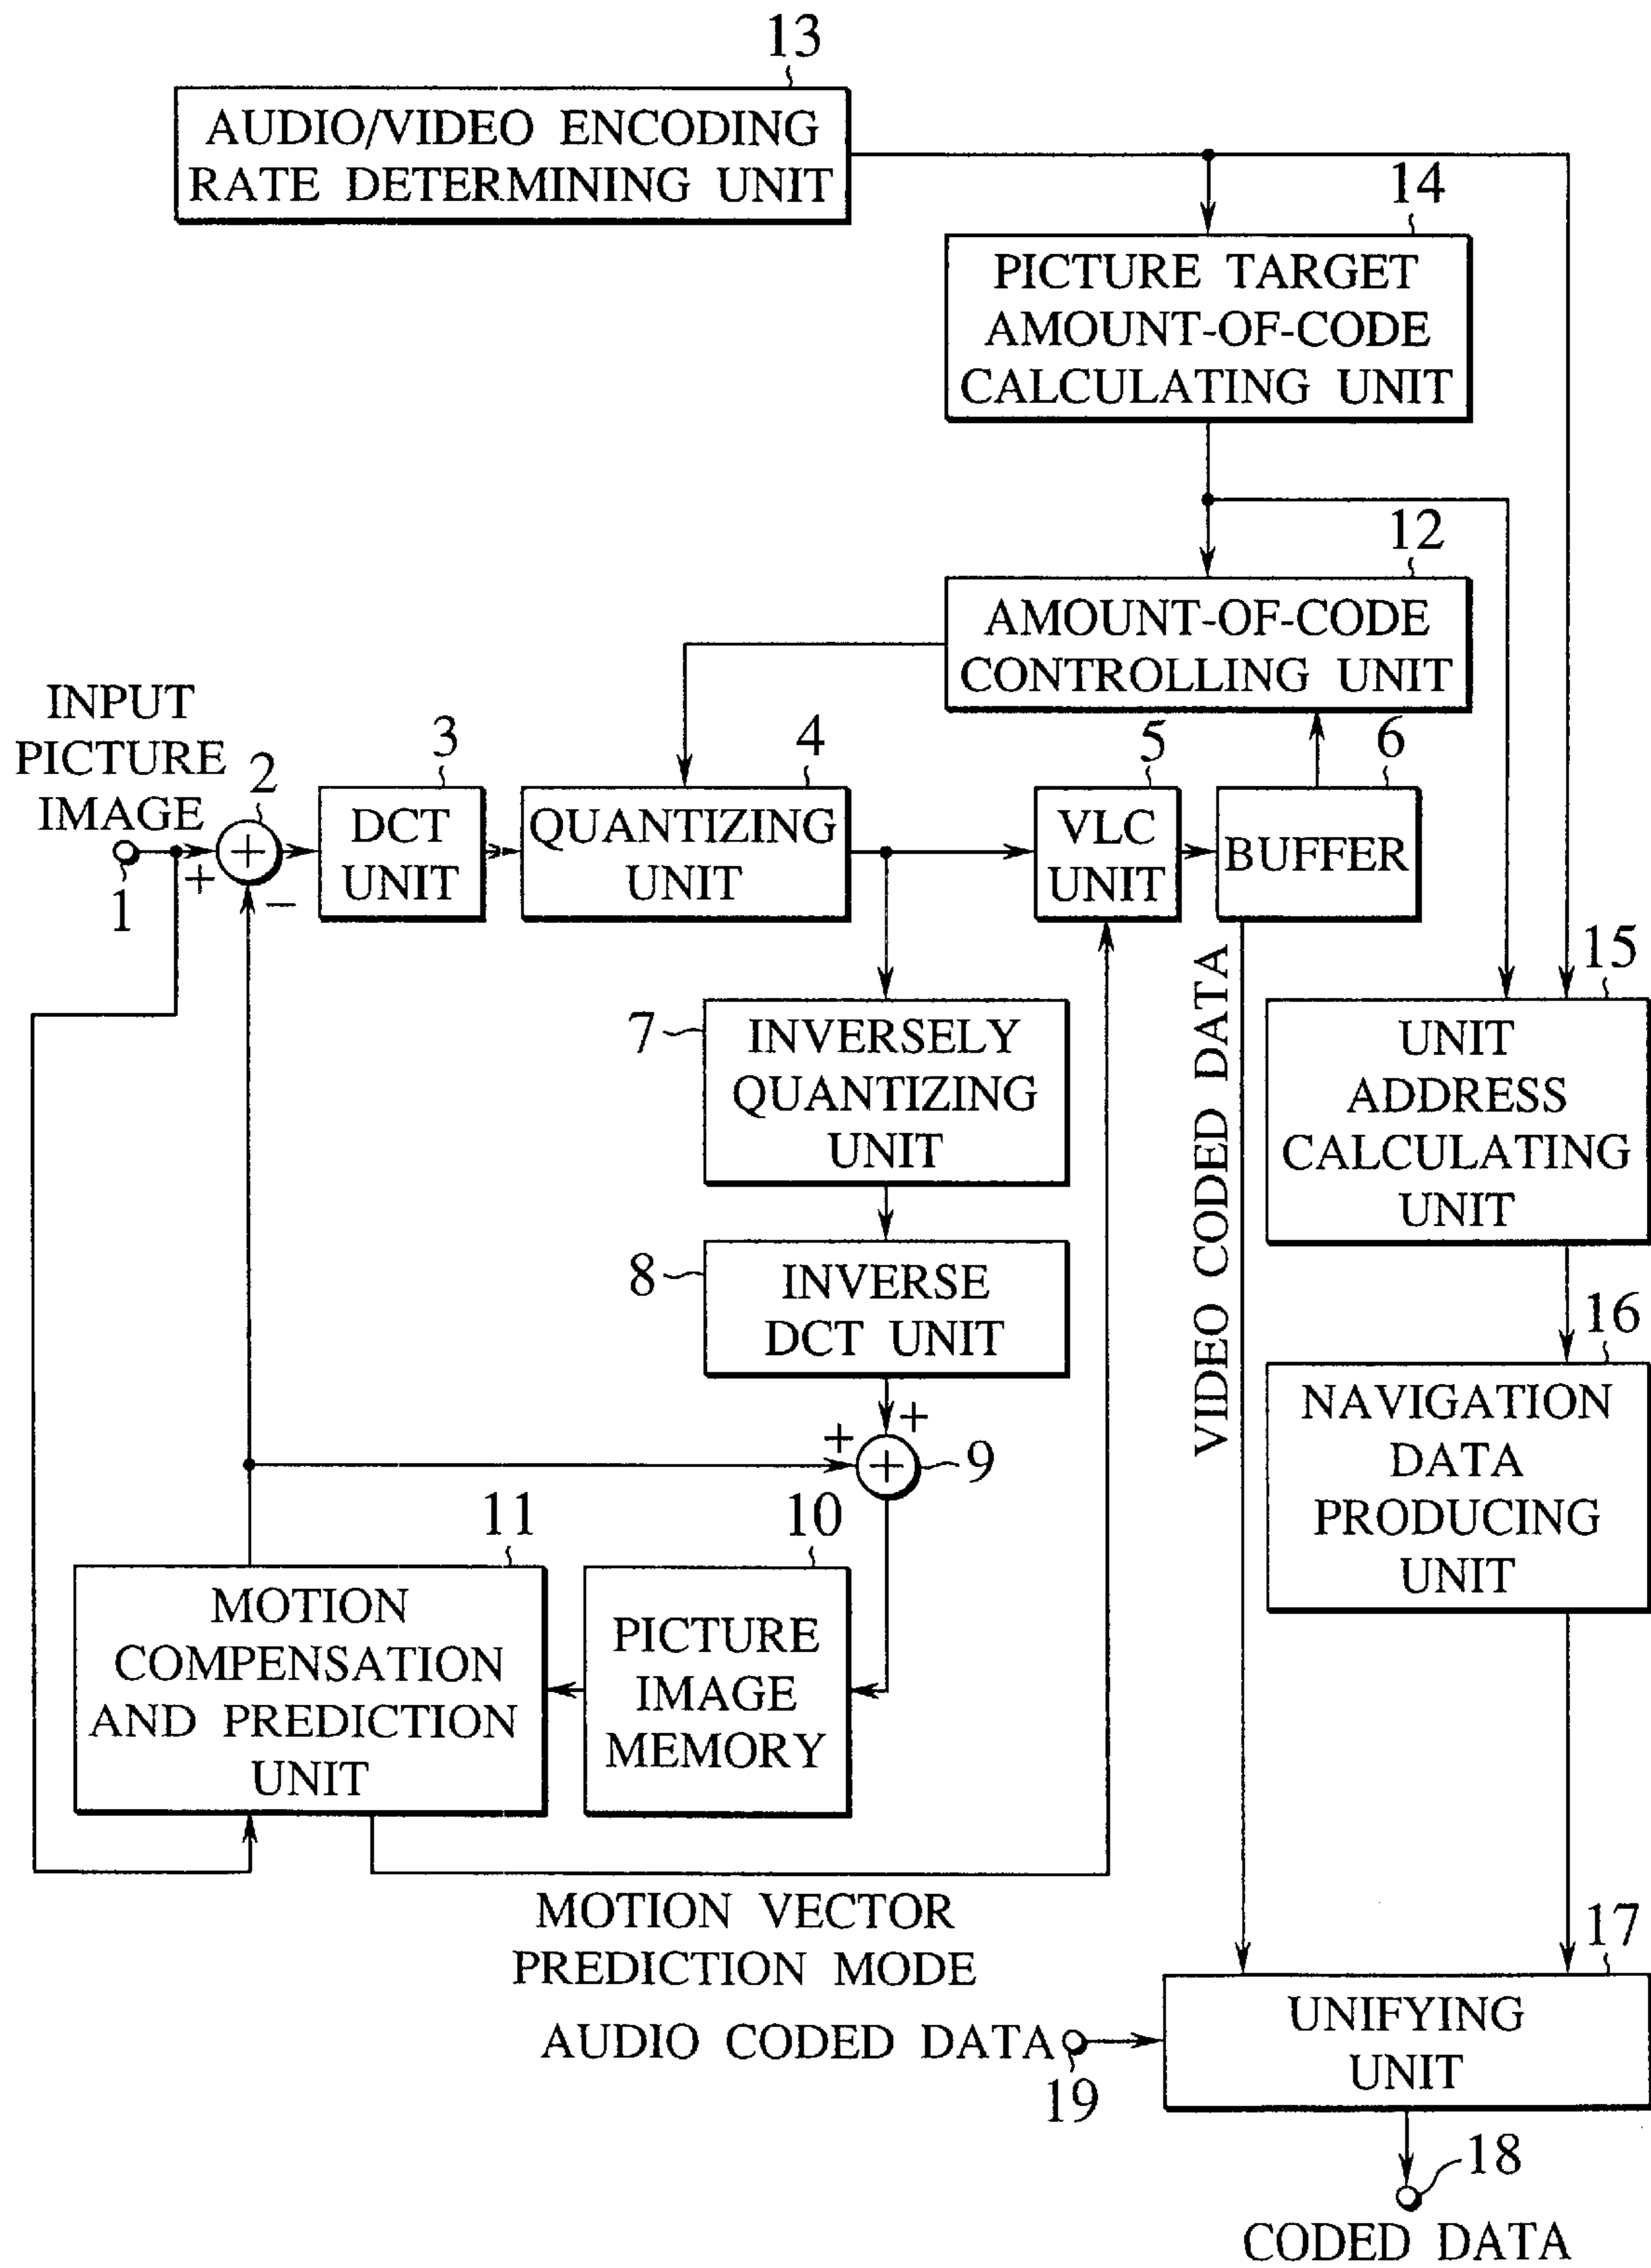 13
AUDIO/VIDEO ENCODING
RATE DETERMINING UNIT
14
PICTURE TARGET
AMOUNT-OF-CODE
CALCULATING UNIT
12
AMOUNT-OF-CODE
CONTROLLING UNIT
INPUT
PICTURE
IMAGE
1
+
2
+
−
3
DCT
UNIT
4
QUANTIZING
UNIT
5
VLC
UNIT
6
BUFFER
7
INVERSELY
QUANTIZING
UNIT
8
INVERSE
DCT UNIT
+
+
+
9
VIDEO CODED DATA
15
UNIT
ADDRESS
CALCULATING
UNIT
16
NAVIGATION
DATA
PRODUCING
UNIT
11
MOTION
COMPENSATION
AND PREDICTION
UNIT
10
PICTURE
IMAGE
MEMORY
MOTION VECTOR
PREDICTION MODE
AUDIO CODED DATA
19
17
UNIFYING
UNIT
18
CODED DATA